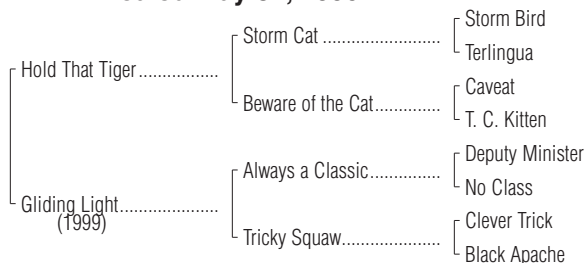 Storm Bird
Storm Cat........................
Terlingua
Hold That Tiger................
Caveat
Beware of the Cat..............
T. C. Kitten
Deputy Minister
Always a Classic...............
No Class
Gliding Light....................
(1999)
Clever Trick
Tricky Squaw....................
Black Apache